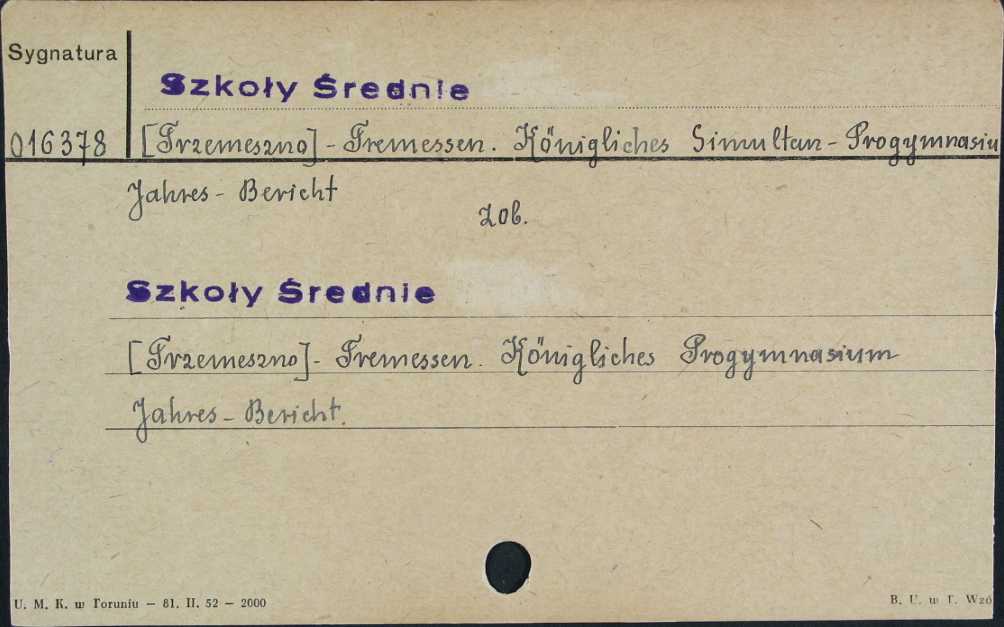 Sygnatura
Szkoły Średnie
016378 [Trzemeszno] - Tremessen. Königliches Simultan - Progymnasiu
Jahres - Bericht
zob.
Szkoły Średnie
[Trzemeszno] - Tremessen. Königliches Progymnasium
Jahres - Bericht.
U. M. K. w Toruniu — 81. II. 52 — 2000
B. U. w T. Wzó